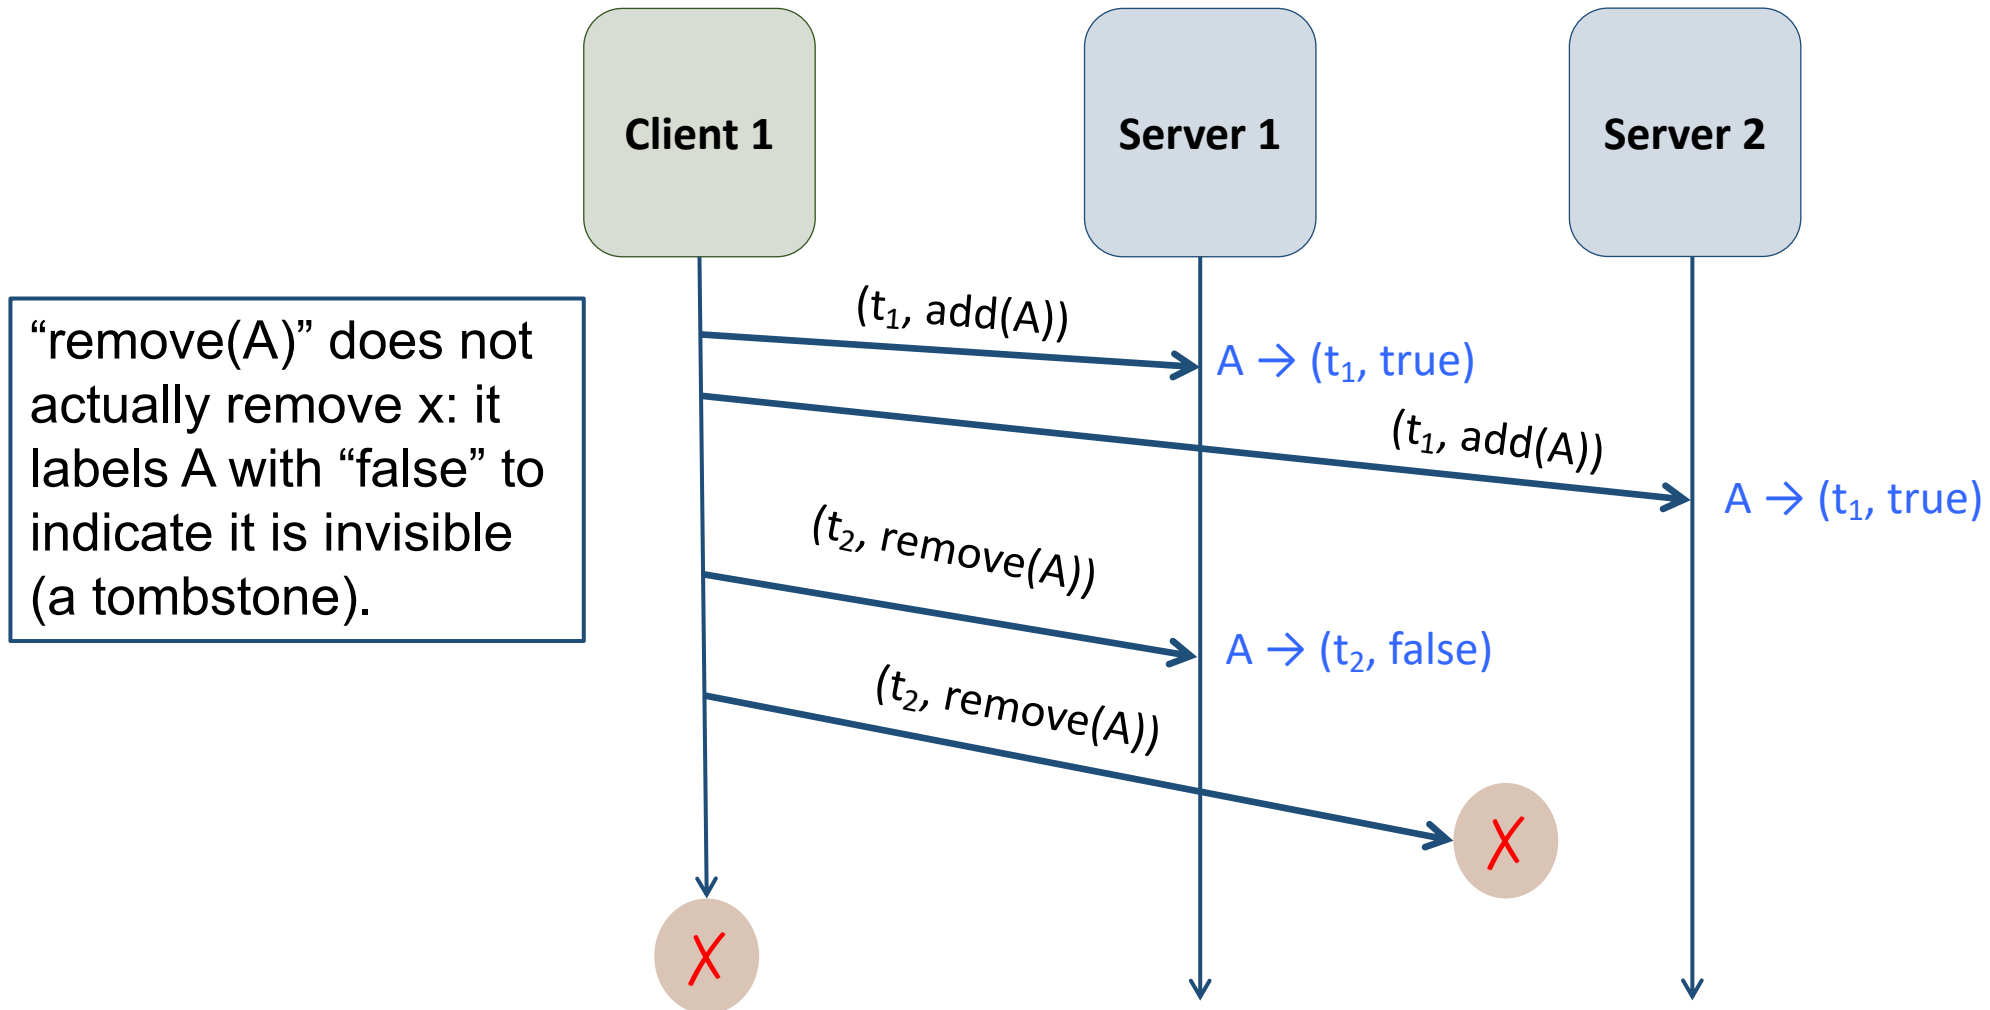 Client 1
Server 1
Server 2
(t₁, add(A))
A → (t₁, true)
“remove(A)” does not
actually remove x: it
labels A with “false” to
indicate it is invisible
(a tombstone).
(t₁, add(A))
A → (t₁, true)
(t₂, remove(A))
A → (t₂, false)
(t₂, remove(A))
X
X